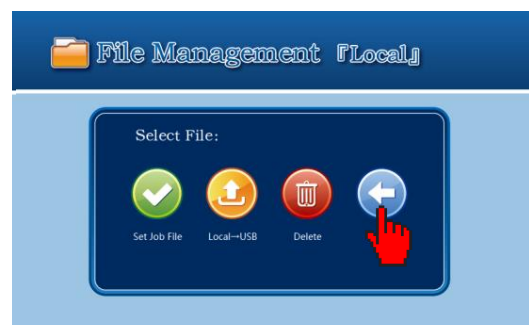 File Management 『Local』
Select File:
Set Job File Local→USB Delete